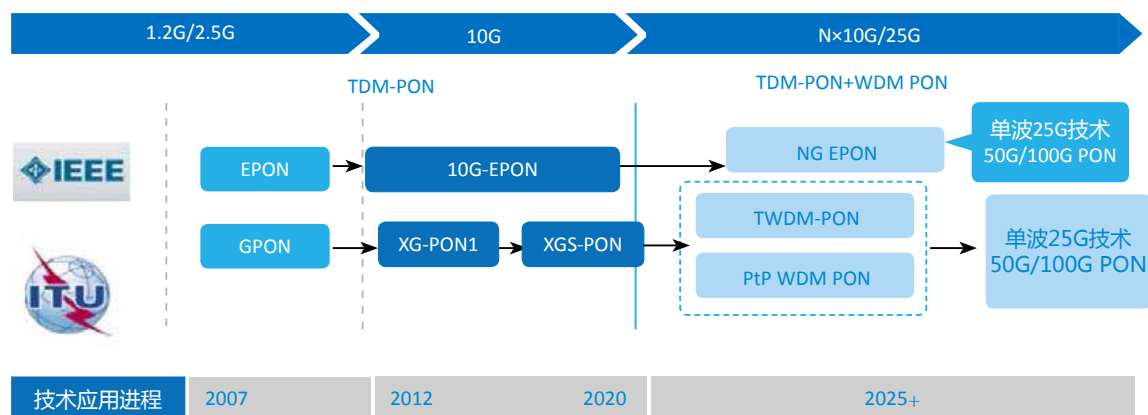 1.2G/2.5G
10G
N×10G/25G
TDM-PON
TDM-PON+WDM PON
IEEE
EPON
10G-EPON
NG EPON
单波25G技术
50G/100G PON
ITU
GPON
XG-PON1
XGS-PON
TWDM-PON
PtP WDM PON
单波25G技术
50G/100G PON
技术应用进程
2007
2012
2020
2025+